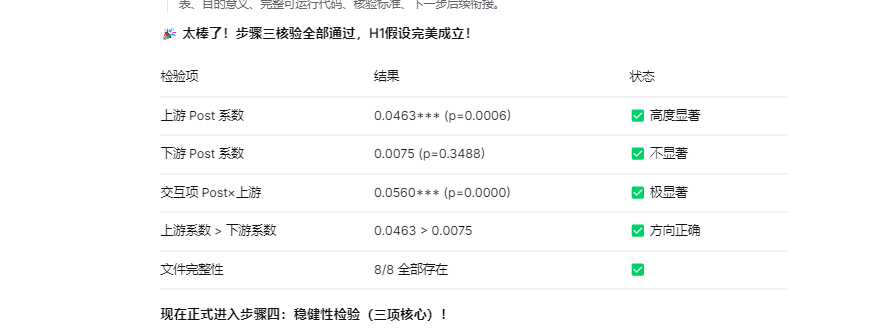 表、目的意义、完整可运行代码、核验标准、下一步后续衔接。
🎉 太棒了！步骤三核验全部通过，H1假设完美成立！
检验项 结果 状态
上游 Post 系数 0.0463*** (p=0.0006) ✅ 高度显著
下游 Post 系数 0.0075 (p=0.3488) ✅ 不显著
交互项 Post×上游 0.0560*** (p=0.0000) ✅ 极显著
上游系数 > 下游系数 0.0463 > 0.0075 ✅ 方向正确
文件完整性 8/8 全部存在 ✅
现在正式进入步骤四：稳健性检验（三项核心）！